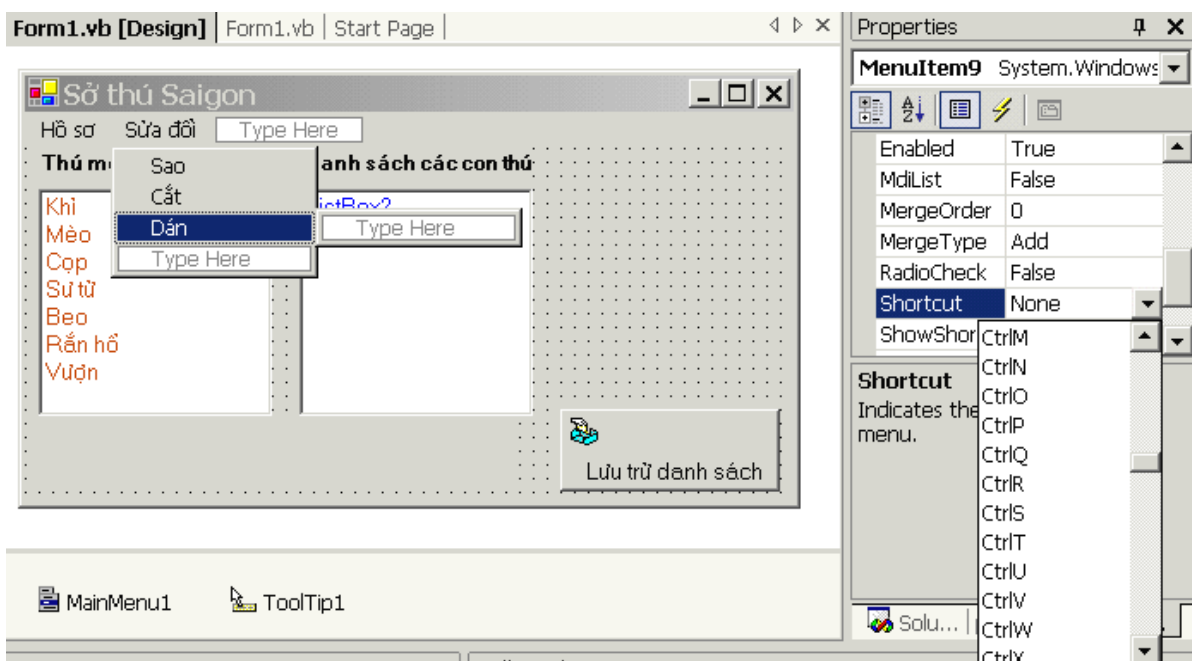 Form1.vb [Design] Form1.vb Start Page
Sở thú Saigon
Hồ sơ Sửa đổi Type Here
Thú m anh sách các con thú
Sao
Cắt
Dán Type Here
Type Here
Khỉ
Mèo
Cọp
Sư tử
Beo
Rắn hổ
Vượn
istBox2
Lưu trữ danh sách
MainMenu1 ToolTip1
Properties
MenuItem9 System.Windows
Enabled True
MdiList False
MergeOrder 0
MergeType Add
RadioCheck False
Shortcut None
ShowShor
CtrlM
CtrlN
CtrlO
CtrlP
CtrlQ
CtrlR
CtrlS
CtrlT
CtrlU
CtrlV
CtrlW
CtrlX
Shortcut
Indicates the
menu.
Solu...